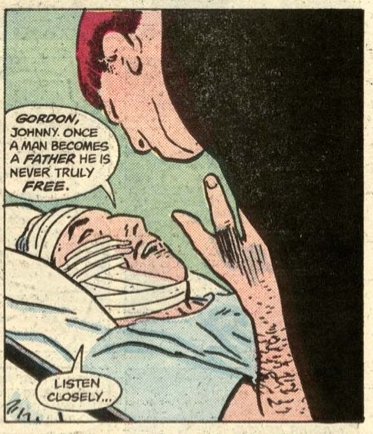 GORDON,
JOHNNY. ONCE
A MAN BECOMES
A FATHER HE IS
NEVER TRULY
FREE.
LISTEN
CLOSELY...